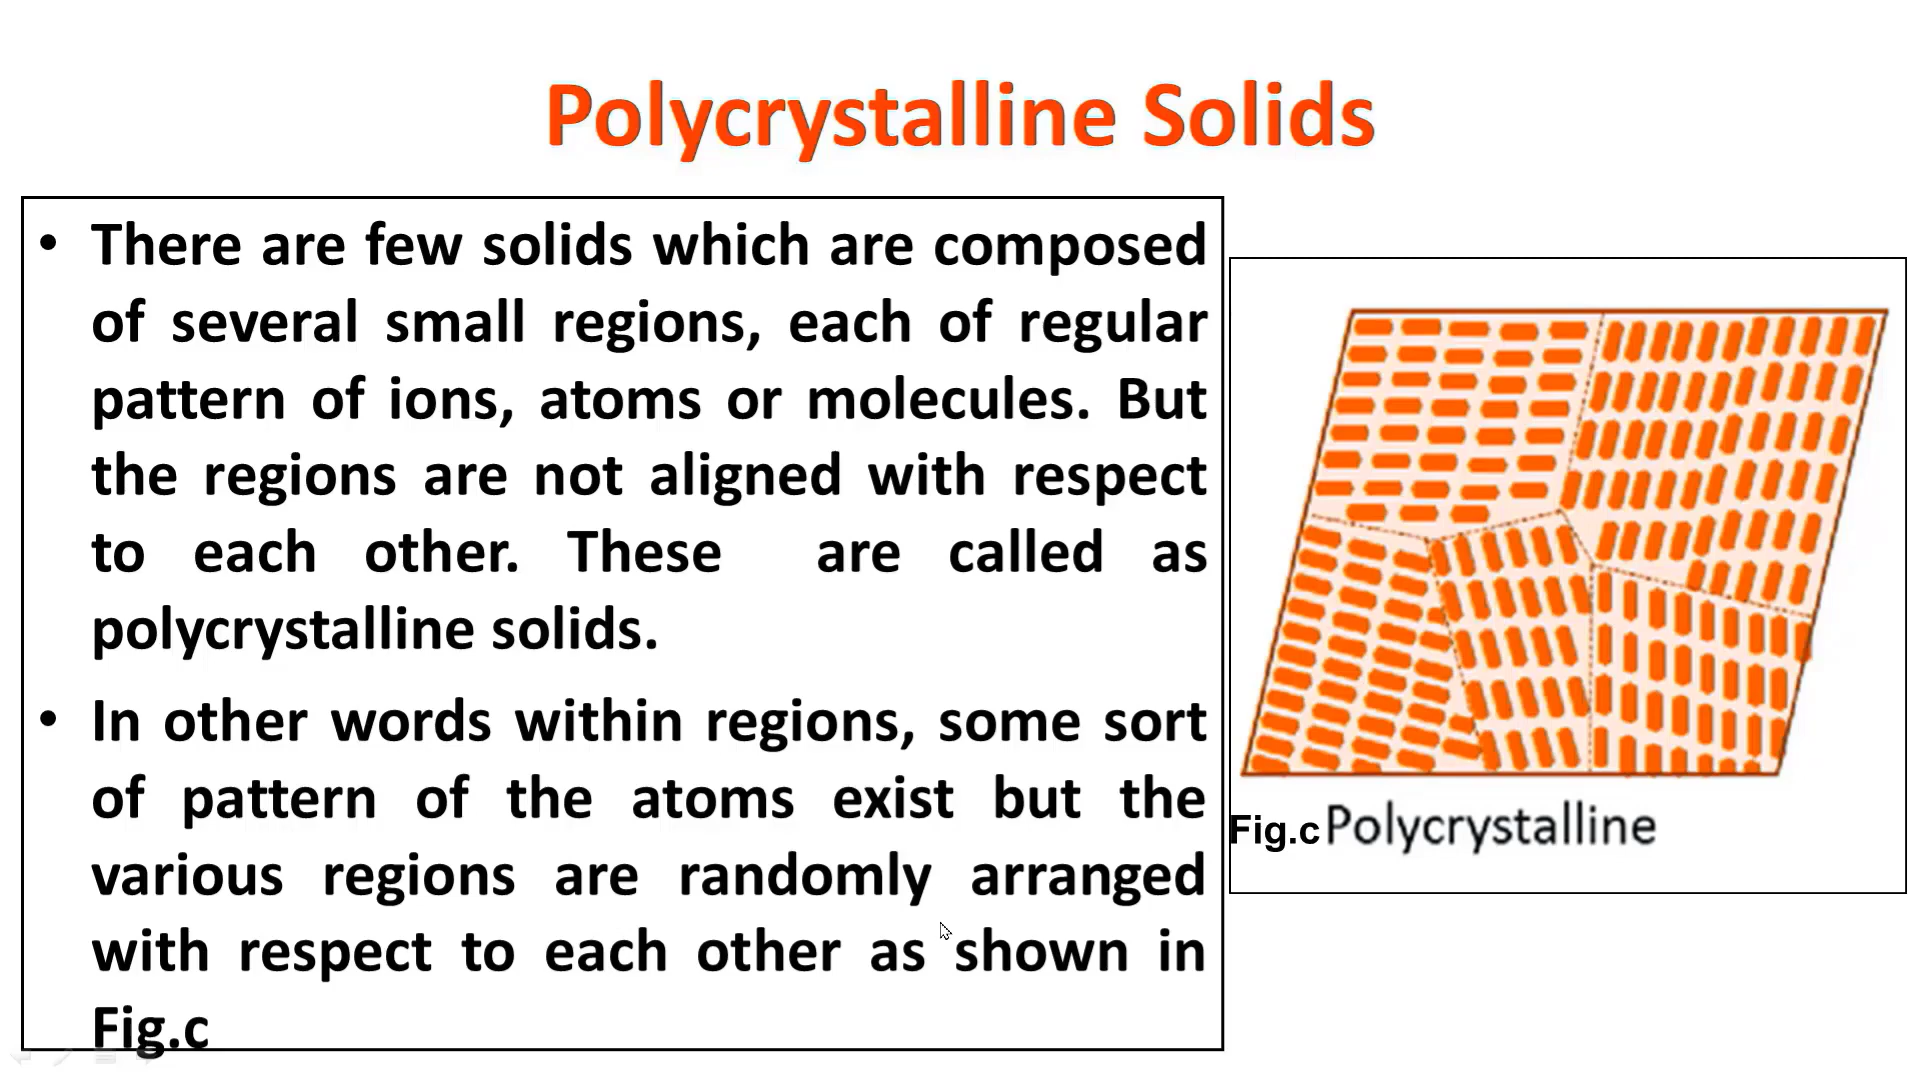 Polycrystalline Solids
• There are few solids which are composed
of several small regions, each of regular
pattern of ions, atoms or molecules. But
the regions are not aligned with respect
to each other. These are called as
polycrystalline solids.
• In other words within regions, some sort
of pattern of the atoms exist but the
various regions are randomly arranged
with respect to each other as shown in
Fig.c
Fig.c Polycrystalline